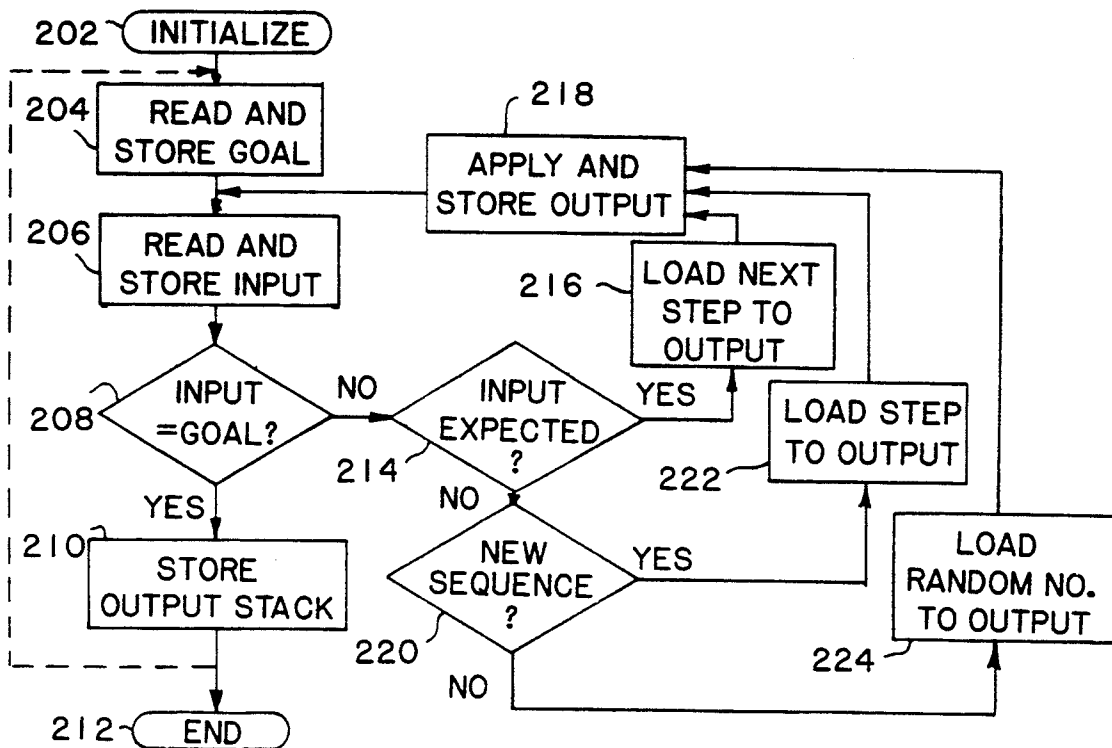 202
INITIALIZE
204
READ AND
STORE GOAL
218
APPLY AND
STORE OUTPUT
206
READ AND
STORE INPUT
216
LOAD NEXT
STEP TO
OUTPUT
208
INPUT
=GOAL?
NO
214
INPUT
EXPECTED
?
YES
222
LOAD STEP
TO OUTPUT
YES
NO
210
STORE
OUTPUT STACK
220
NEW
SEQUENCE
?
YES
NO
224
LOAD
RANDOM NO.
TO OUTPUT
212
END